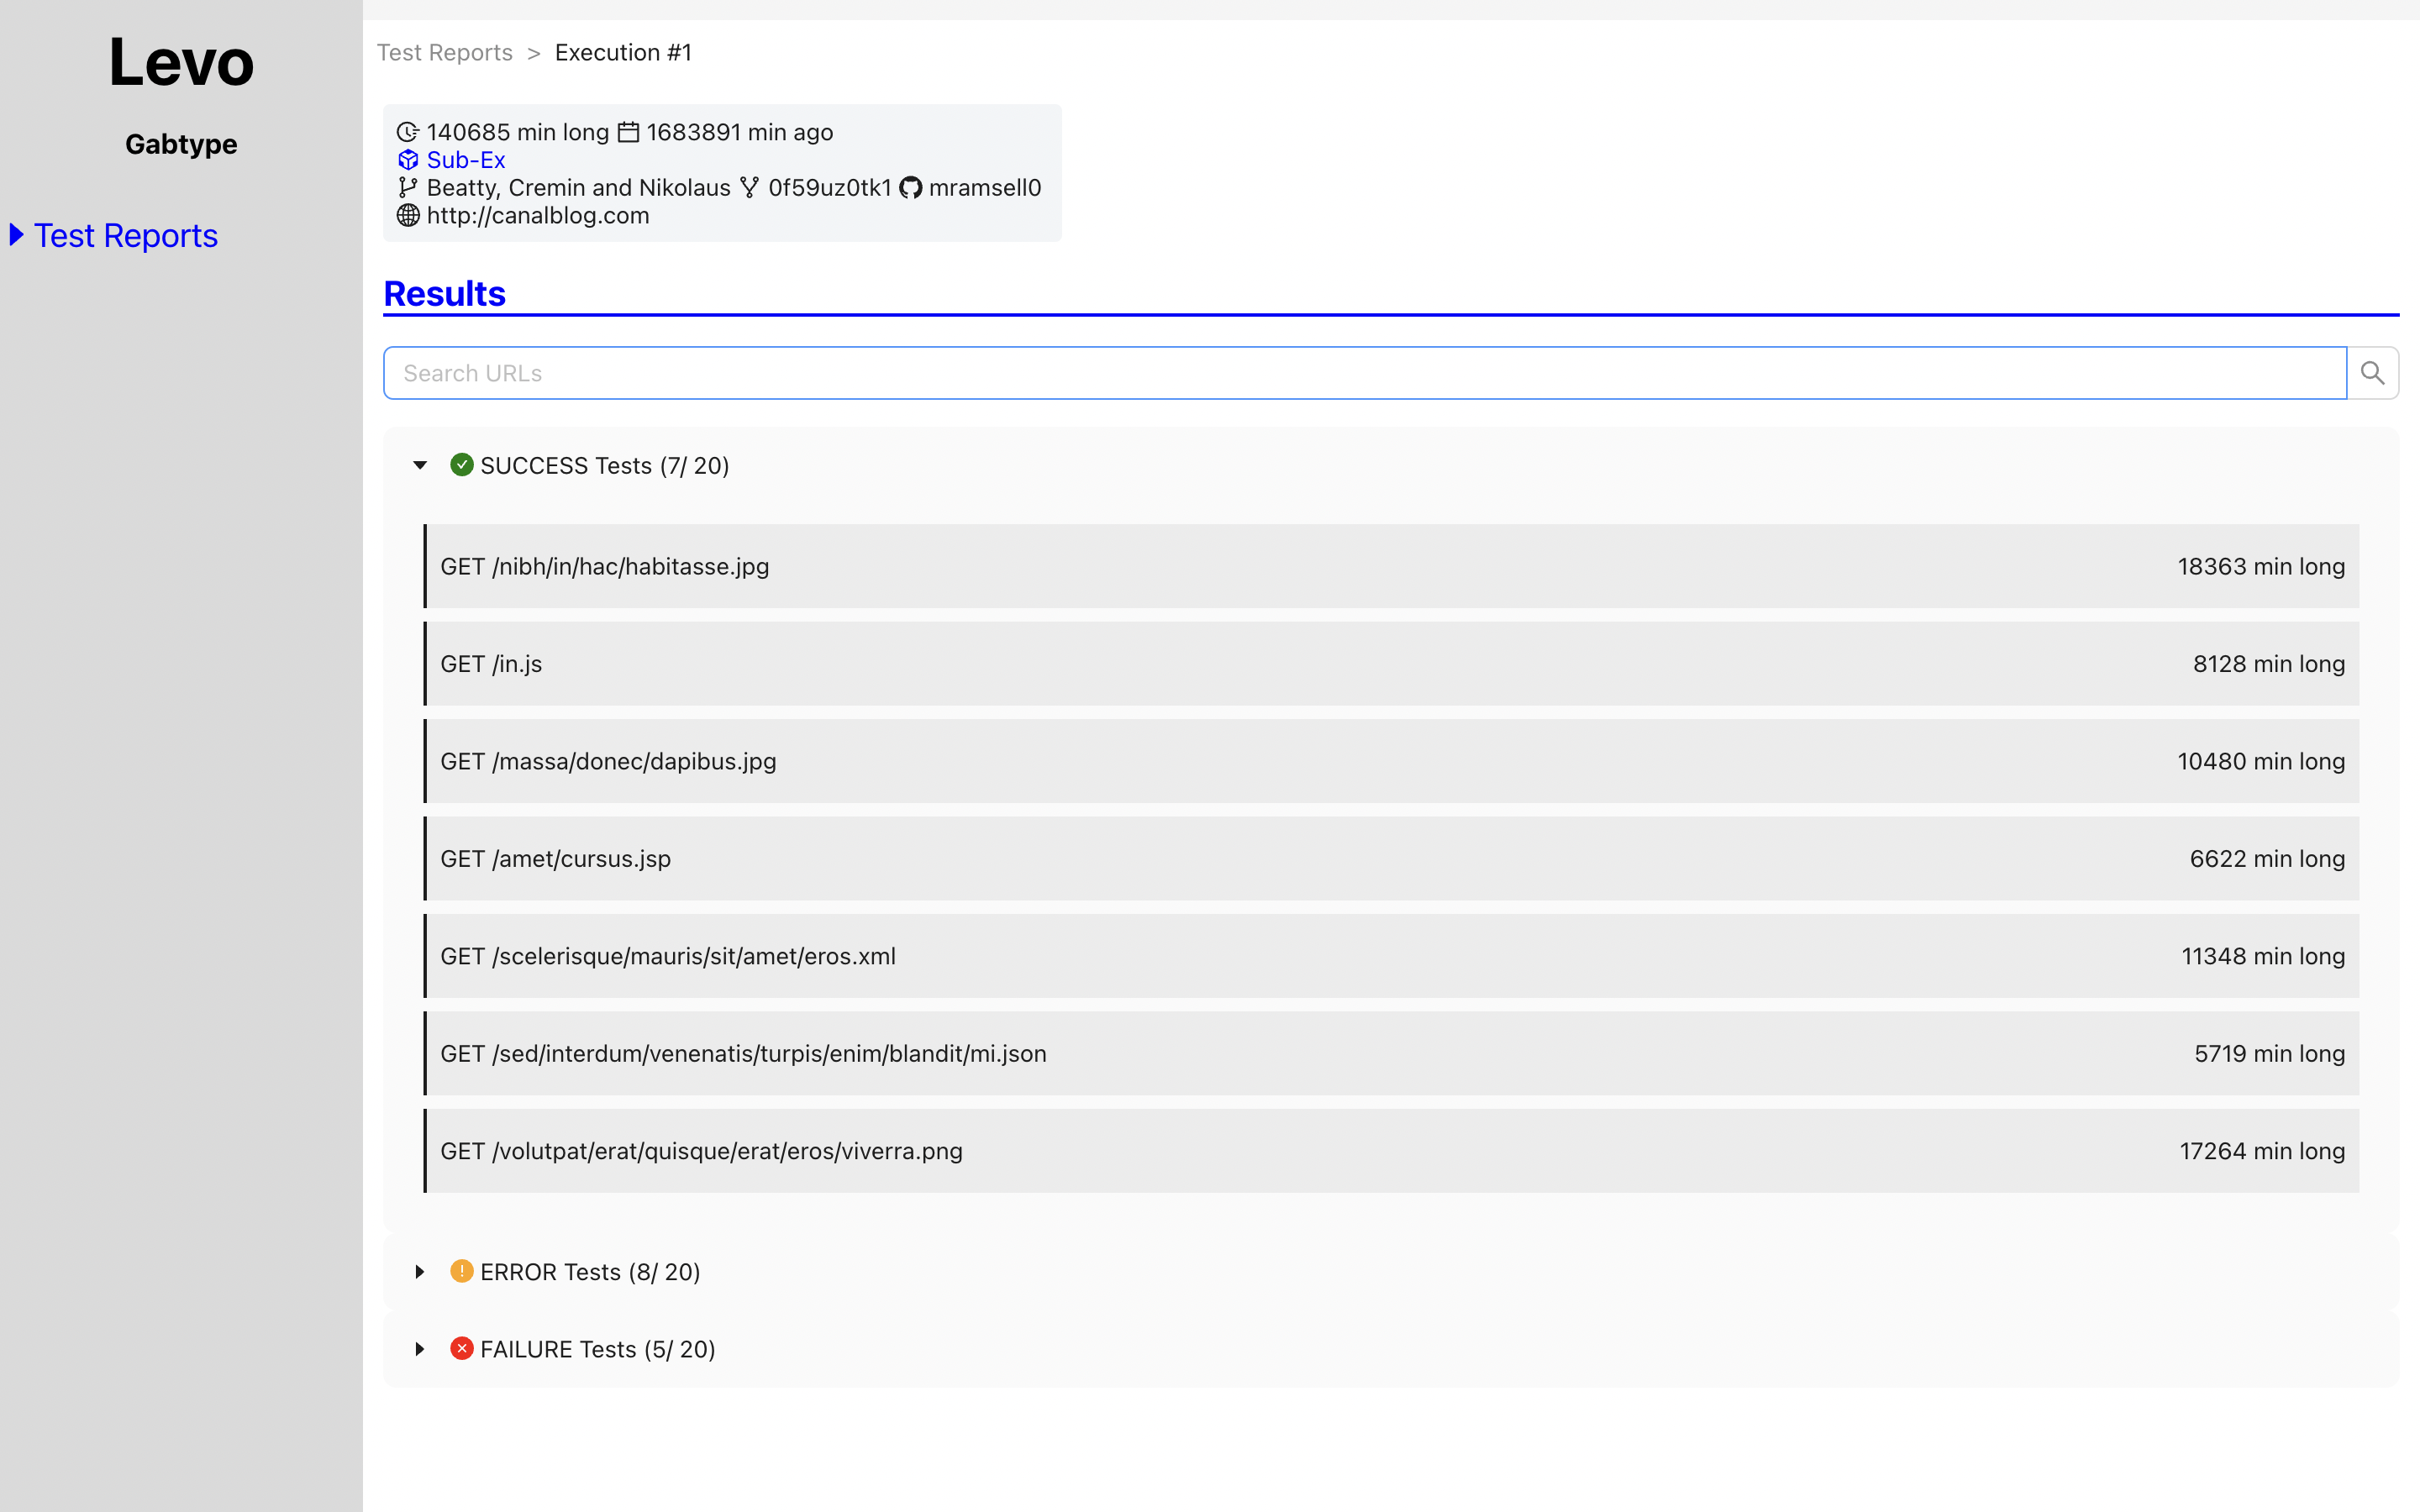 Levo
Gabtype
Test Reports
Test Reports > Execution #1
140685 min long 1683891 min ago
Sub-Ex
Beatty, Cremin and Nikolaus 0f59uz0tk1 mramsell0
http://canalblog.com
Results
Search URLs
SUCCESS Tests (7/ 20)
GET /nibh/in/hac/habitasse.jpg 18363 min long
GET /in.js 8128 min long
GET /massa/donec/dapibus.jpg 10480 min long
GET /amet/cursus.jsp 6622 min long
GET /scelerisque/mauris/sit/amet/eros.xml 11348 min long
GET /sed/interdum/venenatis/turpis/enim/blandit/mi.json 5719 min long
GET /volutpat/erat/quisque/erat/eros/viverra.png 17264 min long
ERROR Tests (8/ 20)
FAILURE Tests (5/ 20)